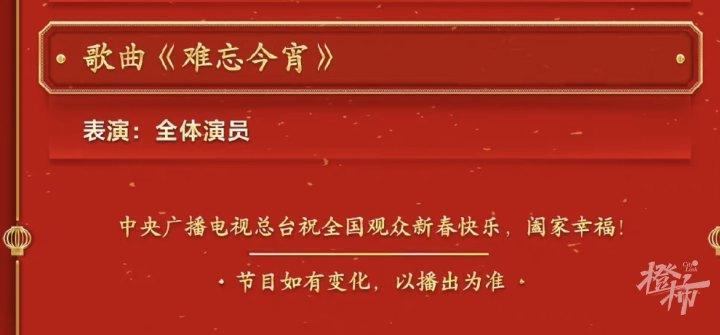 歌曲《难忘今宵》
表演：全体演员
中央广播电视总台祝全国观众新春快乐，阖家幸福！
· 节目如有变化，以播出为准 ·
City Link
橙柿